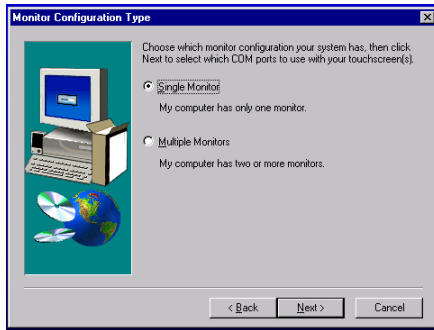 Monitor Configuration Type
Choose which monitor configuration your system has, then click
Next to select which COM ports to use with your touchscreen(s).
Single Monitor
My computer has only one monitor.
Multiple Monitors
My computer has two or more monitors.
< Back
Next >
Cancel